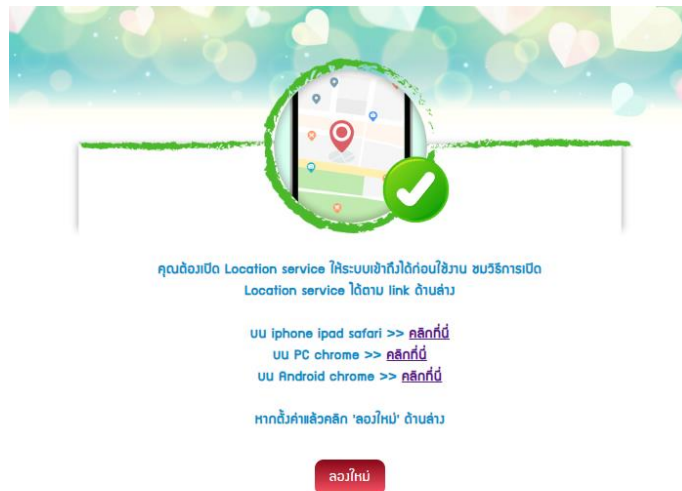 คุณต้องเปิด Location service ให้ระบบเข้าถึงได้ก่อนใช้งาน ชมวิธีการเปิด
Location service ได้ตาม link ด้านล่าง
บน iphone ipad safari >> คลิกที่นี่
บน PC chrome >> คลิกที่นี่
บน Android chrome >> คลิกที่นี่
หากตั้งค่าแล้วคลิก 'ลองใหม่' ด้านล่าง
ลองใหม่